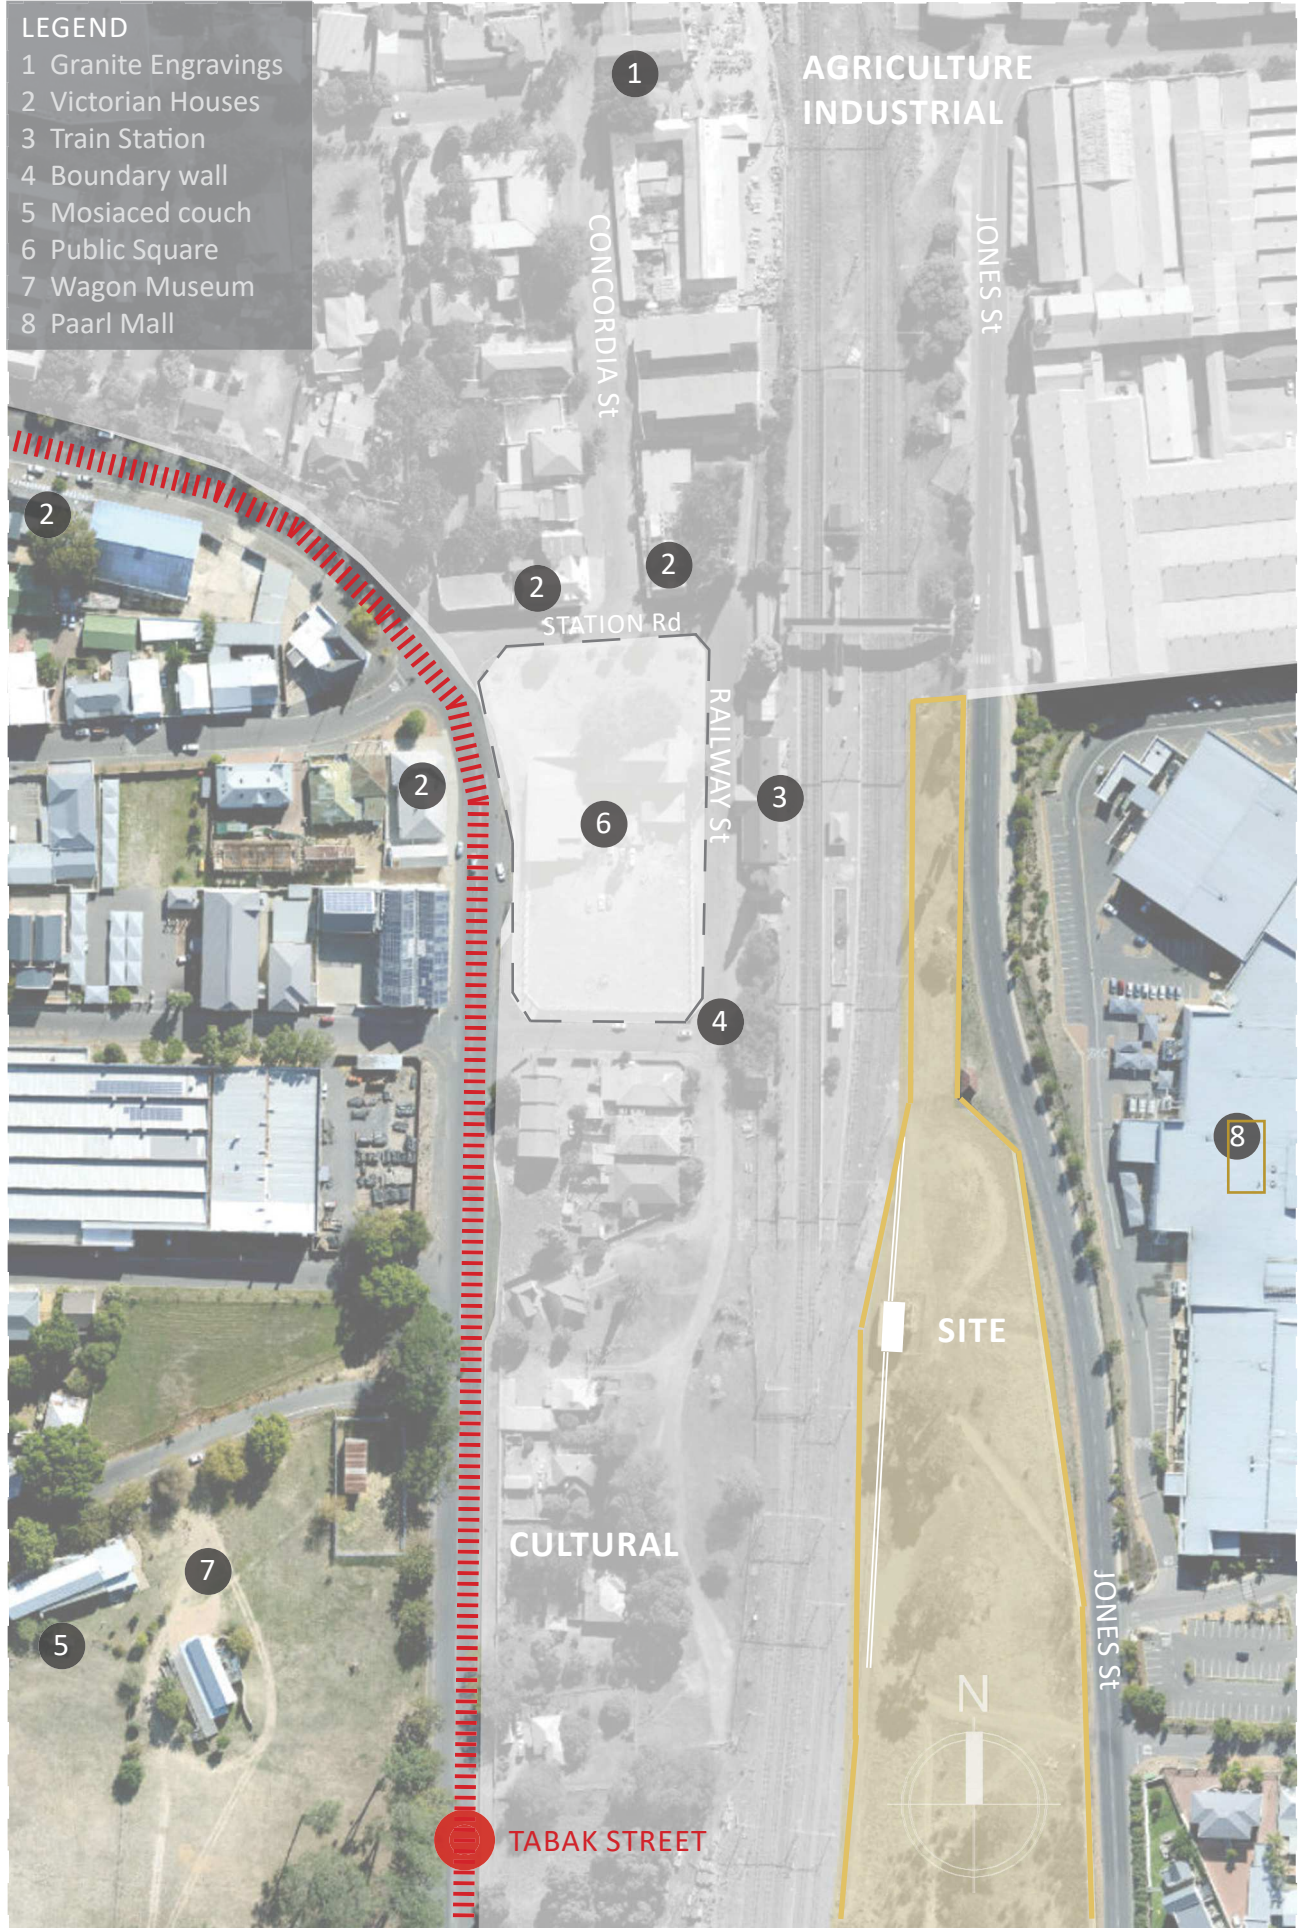 LEGEND
1 Granite Engravings
2 Victorian Houses
3 Train Station
4 Boundary wall
5 Mosiaced couch
6 Public Square
7 Wagon Museum
8 Paarl Mall
1
AGRICULTURE
INDUSTRIAL
CONCORDIA St
JONES St
2
2
2
STATION Rd
RAILWAY St
2
3
6
4
8
SITE
CULTURAL
7
5
JONES St
N
TABAK STREET